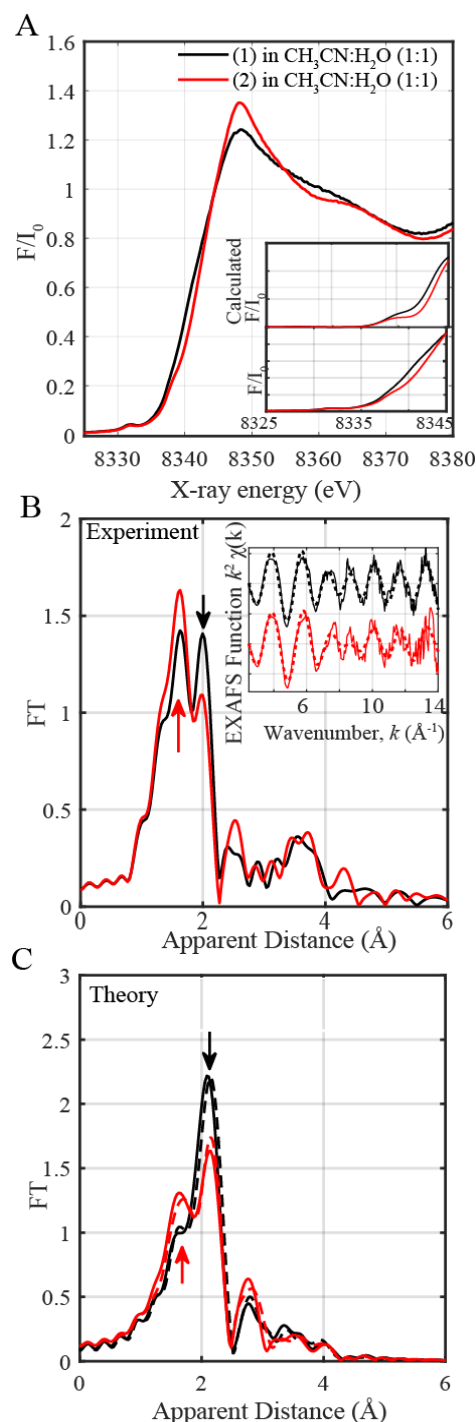 A
1.6
(1) in CH₃CN:H₂O (1:1)
(2) in CH₃CN:H₂O (1:1)
1.4
1.2
1
0.8
0.6
0.4
0.2
0
F/I₀
Calculated
F/I₀
F/I₀
8325 8335 8345
8330 8340 8350 8360 8370 8380
X-ray energy (eV)
B
FT
2
Experiment
1.5
1
0.5
0
FT
EXAFS Function k² χ(k)
6 8 10 12 14
Wavenumber, k (Å⁻¹)
0 2 4 6
Apparent Distance (Å)
C
3
Theory
2.5
2
1.5
1
0.5
0
FT
0 2 4 6
Apparent Distance (Å)